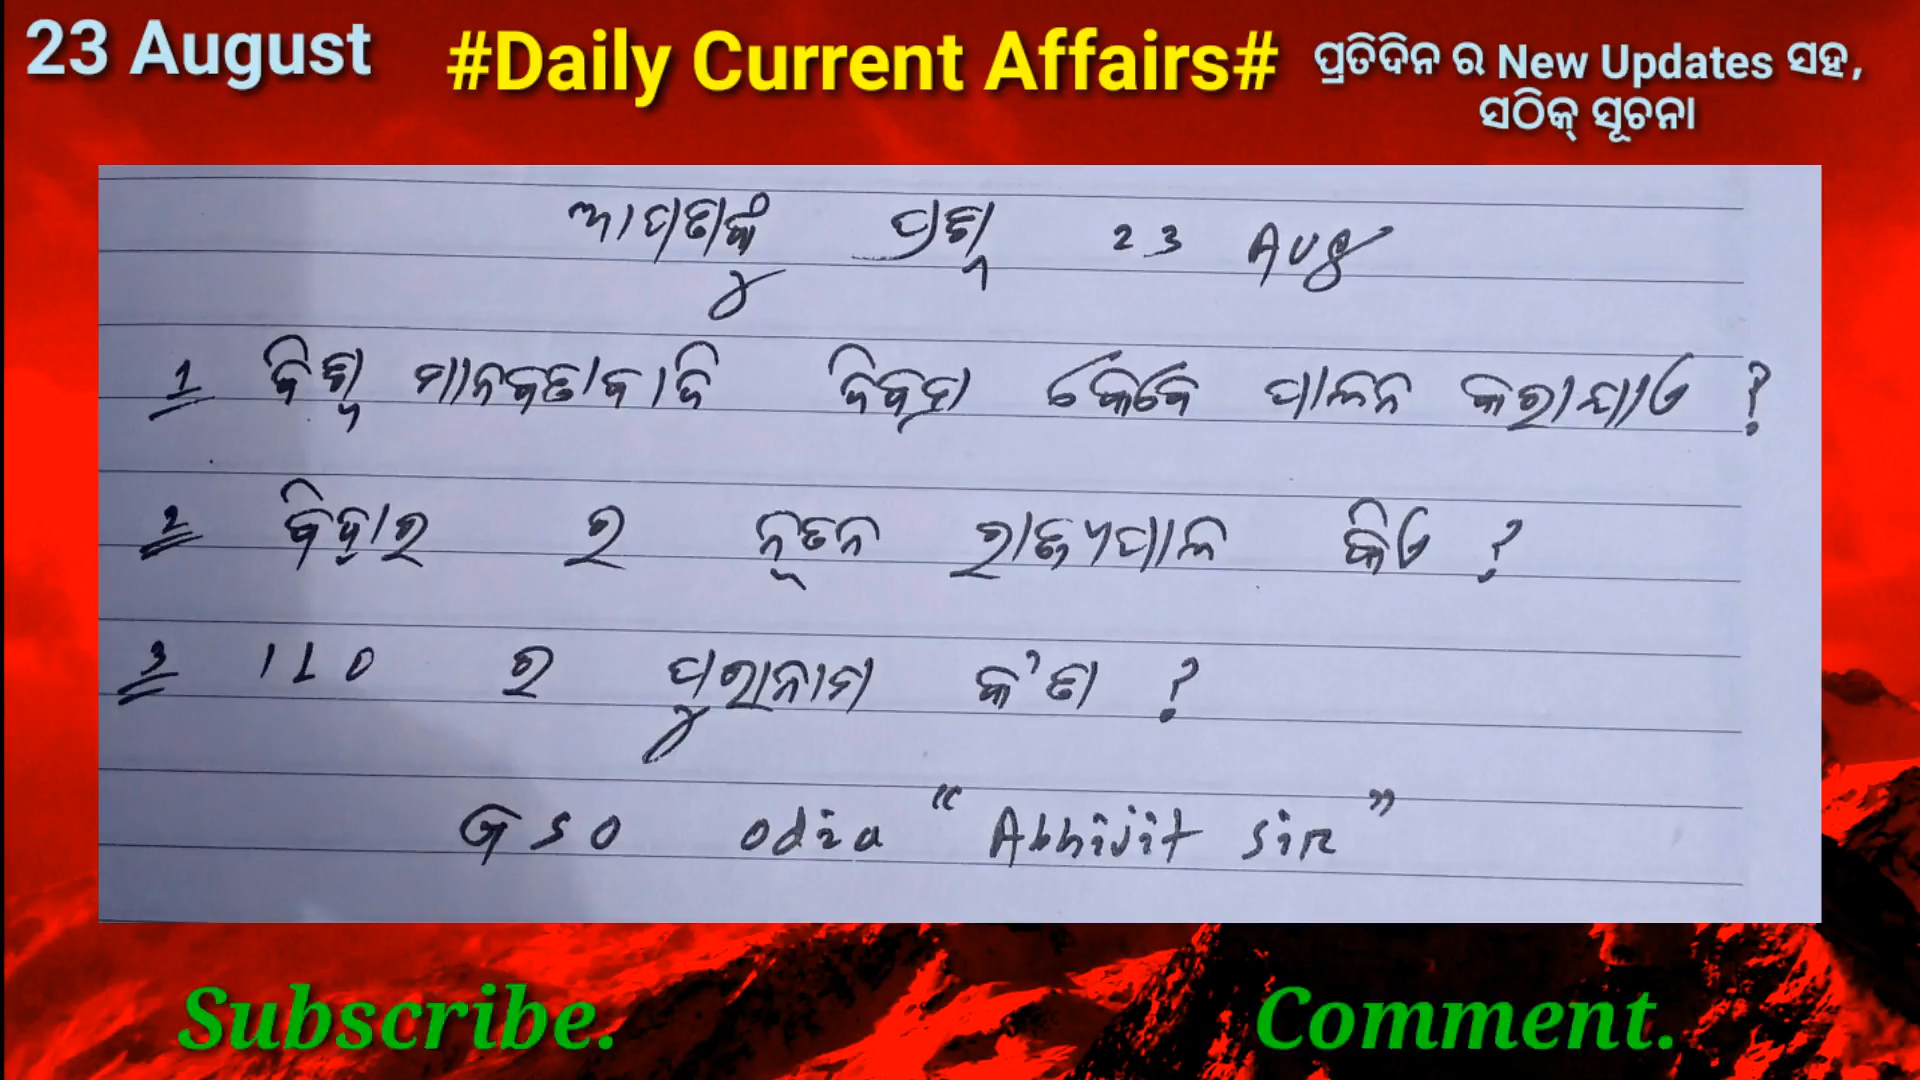 23 August
#Daily Current Affairs#
ପ୍ରତିଦିନ ର New Updates ସହ,
ସଠିକ୍ ସୂଚନା
ଆପଣଙ୍କୁ ପ୍ରଶ୍ନ 23 Aug
1 ବିଶ୍ୱ ମାନବତାବାଦି ଦିବସ କେବେ ପାଳନ କରାଯାଏ ?
2 ବିହାର ର ନୂତନ ରାଜ୍ୟପାଳ କିଏ ?
3 ILO ର ପୁରାନାମ କ'ଣ ?
GSO odia "Abhijit sir"
Subscribe.
Comment.